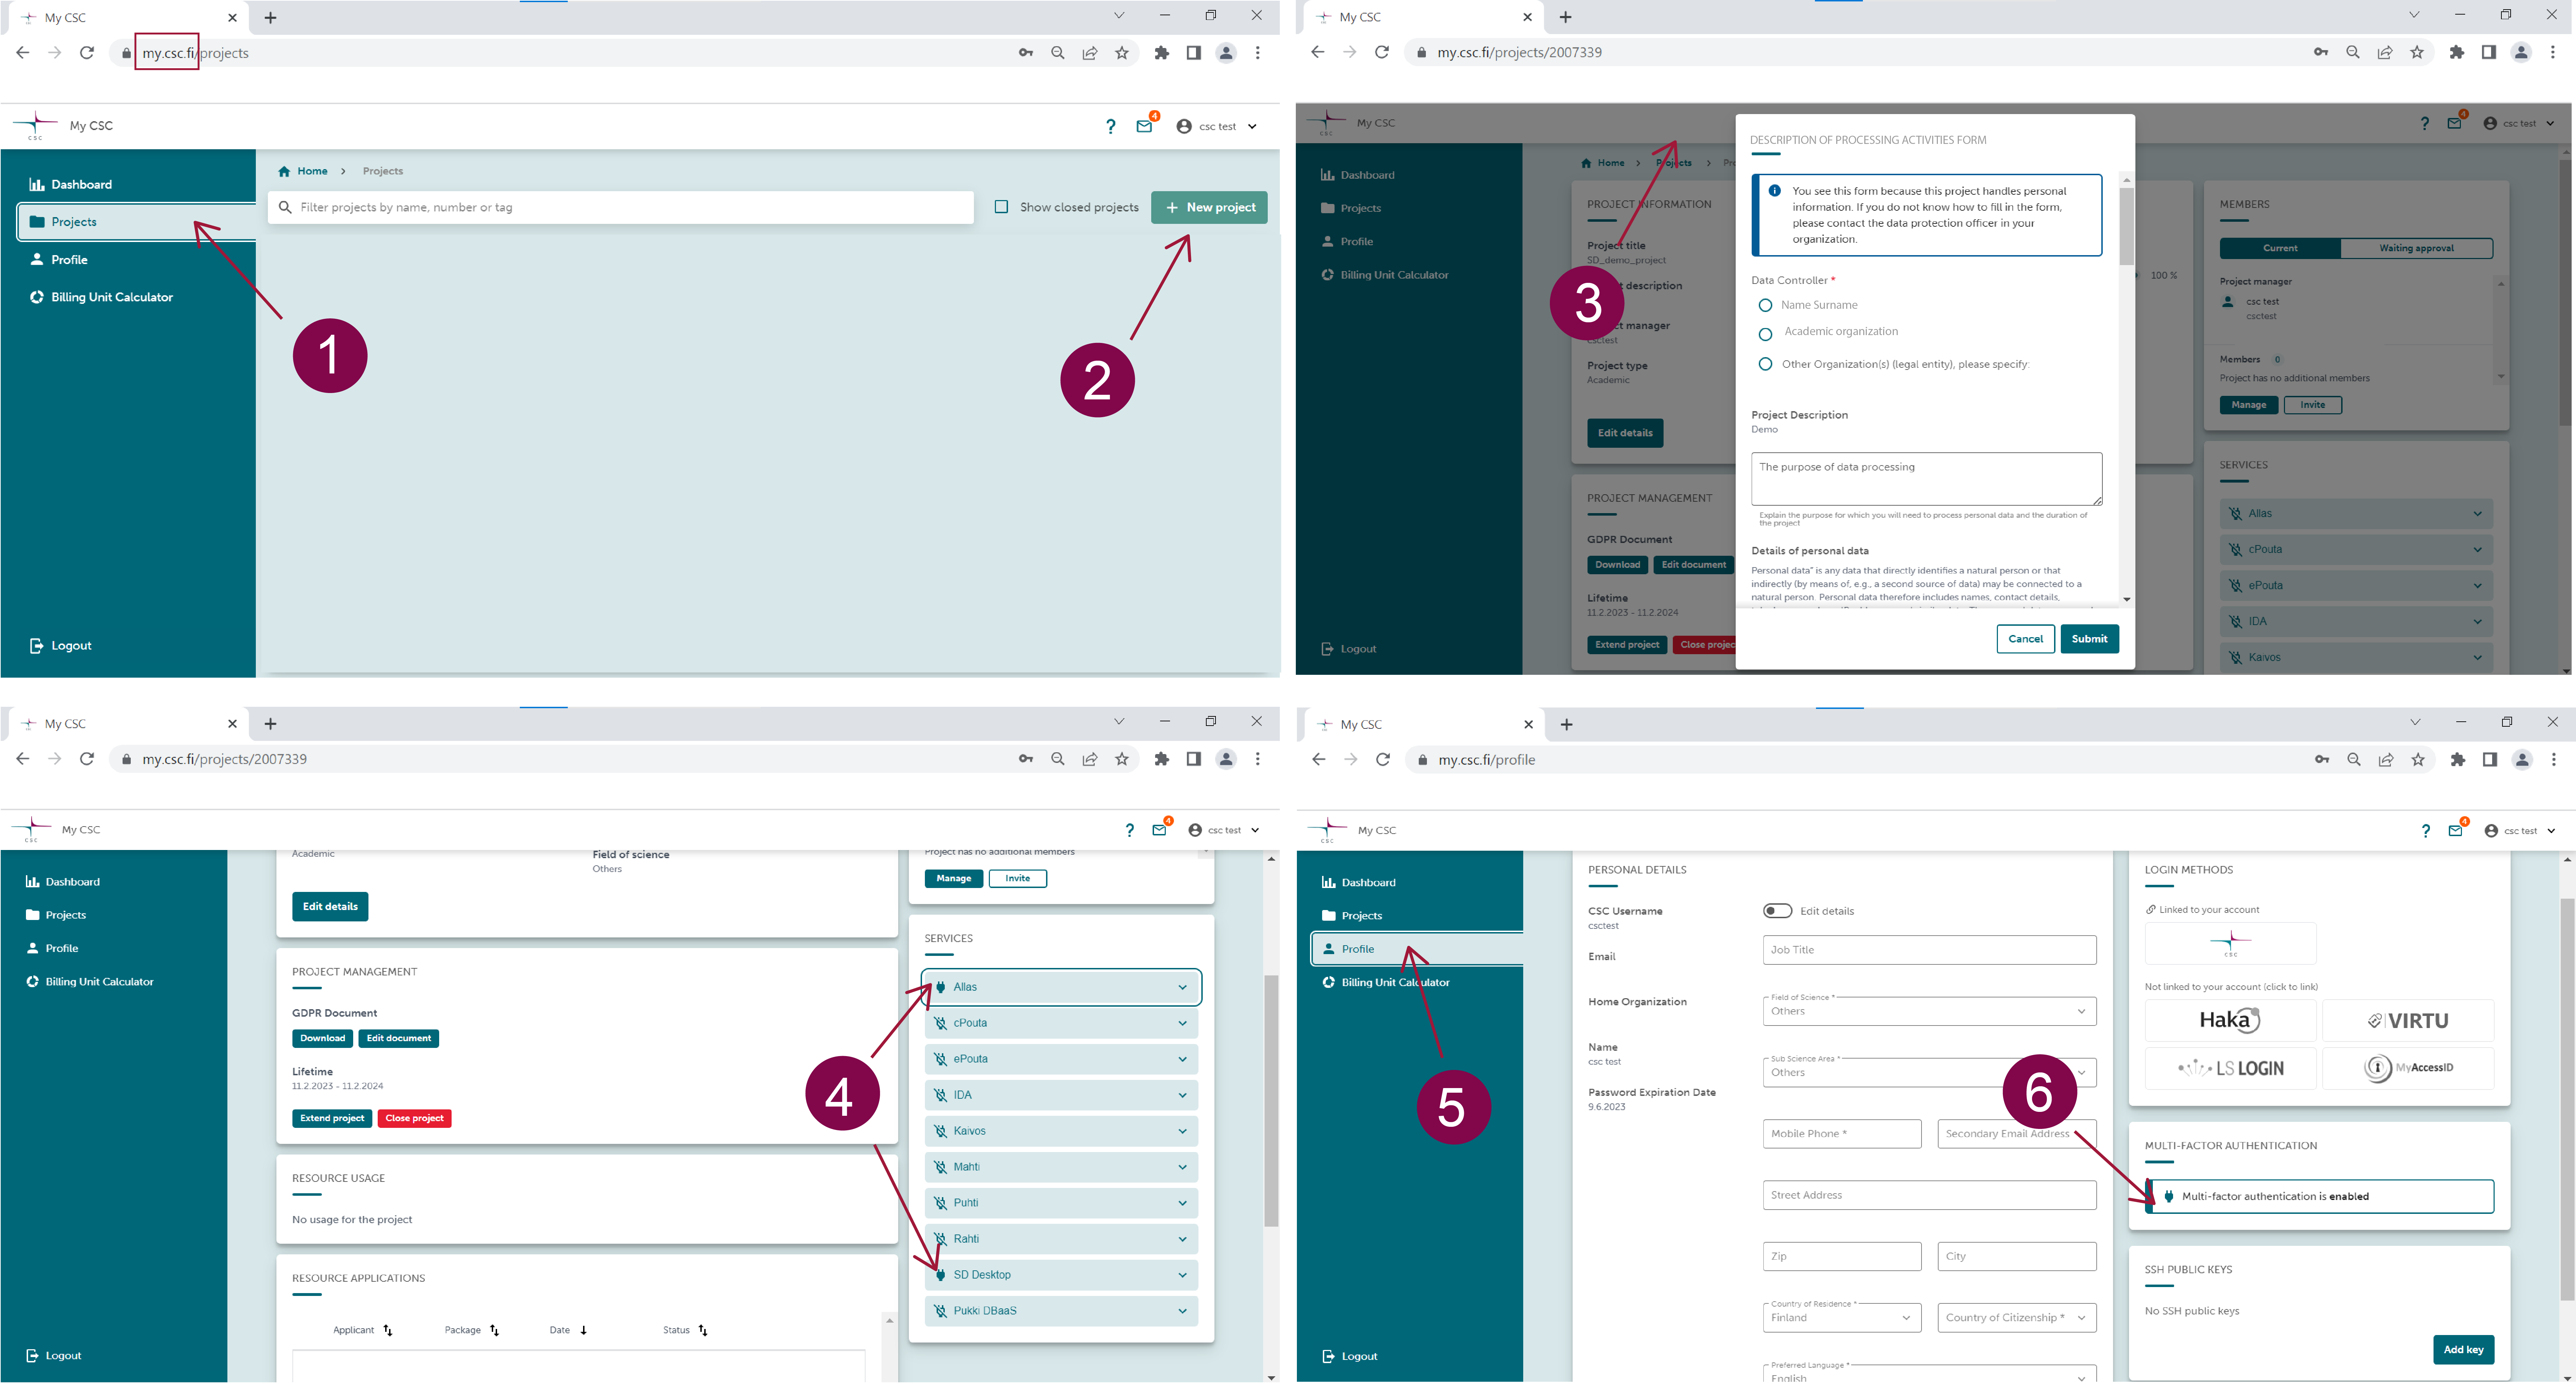 My CSC
my.csc.fi/projects
CSC
My CSC
4
csc test
Dashboard
Projects
Profile
Billing Unit Calculator
Logout
Home
Projects
Filter projects by name, number or tag
Show closed projects
+ New project
1
2
My CSC
my.csc.fi/projects/2007339
CSC
My CSC
4
csc test
Dashboard
Projects
Profile
Billing Unit Calculator
Logout
Home
Projects
PROJECT INFORMATION
Project title
SD_demo_project
description
manager
csctest
Project type
Academic
Edit details
PROJECT MANAGEMENT
GDPR Document
Download
Edit document
Lifetime
11.2.2023 - 11.2.2024
Extend project
Close projec
3
DESCRIPTION OF PROCESSING ACTIVITIES FORM
You see this form because this project handles personal
information. If you do not know how to fill in the form,
please contact the data protection officer in your
organization.
Data Controller *
Name Surname
Academic organization
Other Organization(s) (legal entity), please specify:
Project Description
Demo
The purpose of data processing
Explain the purpose for which you will need to process personal data and the duration of
the project
Details of personal data
Personal data" is any data that directly identifies a natural person or that
indirectly (by means of, e.g., a second source of data) may be connected to a
natural person. Personal data therefore includes names, contact details,
Cancel
Submit
100 %
MEMBERS
Current
Waiting approval
Project manager
csc test
csctest
Members 0
Project has no additional members
Manage
Invite
SERVICES
Allas
cPouta
ePouta
IDA
Kaivos
My CSC
my.csc.fi/projects/2007339
CSC
My CSC
4
csc test
Dashboard
Projects
Profile
Billing Unit Calculator
Logout
Academic
Field of science
Others
Edit details
PROJECT MANAGEMENT
GDPR Document
Download
Edit document
Lifetime
11.2.2023 - 11.2.2024
Extend project
Close project
RESOURCE USAGE
No usage for the project
RESOURCE APPLICATIONS
Applicant
Package
Date
Status
Project has no additional members
Manage
Invite
SERVICES
Allas
cPouta
ePouta
IDA
Kaivos
Mahti
Puhti
Rahti
SD Desktop
Pukki DBaaS
4
My CSC
my.csc.fi/profile
CSC
My CSC
4
csc test
Dashboard
Projects
Profile
Billing Unit Calculator
Logout
5
PERSONAL DETAILS
CSC Username
csctest
Email
Home Organization
Name
csc test
Password Expiration Date
9.6.2023
Edit details
Job Title
Field of Science *
Others
Sub Science Area *
Others
Mobile Phone *
Secondary Email Address
Street Address
Zip
City
Country of Residence *
Finland
Country of Citizenship *
Preferred Language *
English
6
LOGIN METHODS
Linked to your account
CSC
Not linked to your account (click to link)
Haka
VIRTU
LS LOGIN
MyAccessID
MULTI-FACTOR AUTHENTICATION
Multi-factor authentication is enabled
SSH PUBLIC KEYS
No SSH public keys
Add key